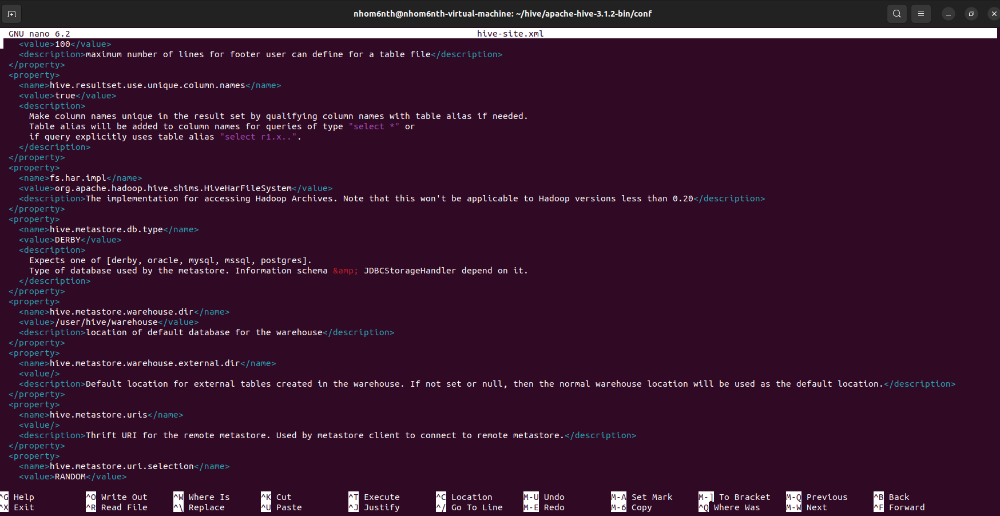 nhom6nth@nhom6nth-virtual-machine: ~/hive/apache-hive-3.1.2-bin/conf
GNU nano 6.2 hive-site.xml
<value>100</value>
<description>maximum number of lines for footer user can define for a table file</description>
</property>
<property>
<name>hive.resultset.use.unique.column.names</name>
<value>true</value>
<description>
Make column names unique in the result set by qualifying column names with table alias if needed.
Table alias will be added to column names for queries of type "select *" or
if query explicitly uses table alias "select r1.x..".
</description>
</property>
<property>
<name>fs.har.impl</name>
<value>org.apache.hadoop.hive.shims.HiveHarFileSystem</value>
<description>The implementation for accessing Hadoop Archives. Note that this won't be applicable to Hadoop versions less than 0.20</description>
</property>
<property>
<name>hive.metastore.db.type</name>
<value>DERBY</value>
<description>
Expects one of [derby, oracle, mysql, mssql, postgres].
Type of database used by the metastore. Information schema &amp; JDBCStorageHandler depend on it.
</description>
</property>
<property>
<name>hive.metastore.warehouse.dir</name>
<value>/user/hive/warehouse</value>
<description>location of default database for the warehouse</description>
</property>
<property>
<name>hive.metastore.warehouse.external.dir</name>
<value/>
<description>Default location for external tables created in the warehouse. If not set or null, then the normal warehouse location will be used as the default location.</description>
</property>
<property>
<name>hive.metastore.uris</name>
<value/>
<description>Thrift URI for the remote metastore. Used by metastore client to connect to remote metastore.</description>
</property>
<property>
<name>hive.metastore.uri.selection</name>
<value>RANDOM</value>
^G Help ^O Write Out ^W Where Is ^K Cut ^T Execute ^C Location M-U Undo M-A Set Mark M-] To Bracket M-Q Previous ^B Back
^X Exit ^R Read File ^\ Replace ^U Paste ^J Justify ^/ Go To Line M-E Redo M-6 Copy ^Q Where Was M-W Next ^F Forward